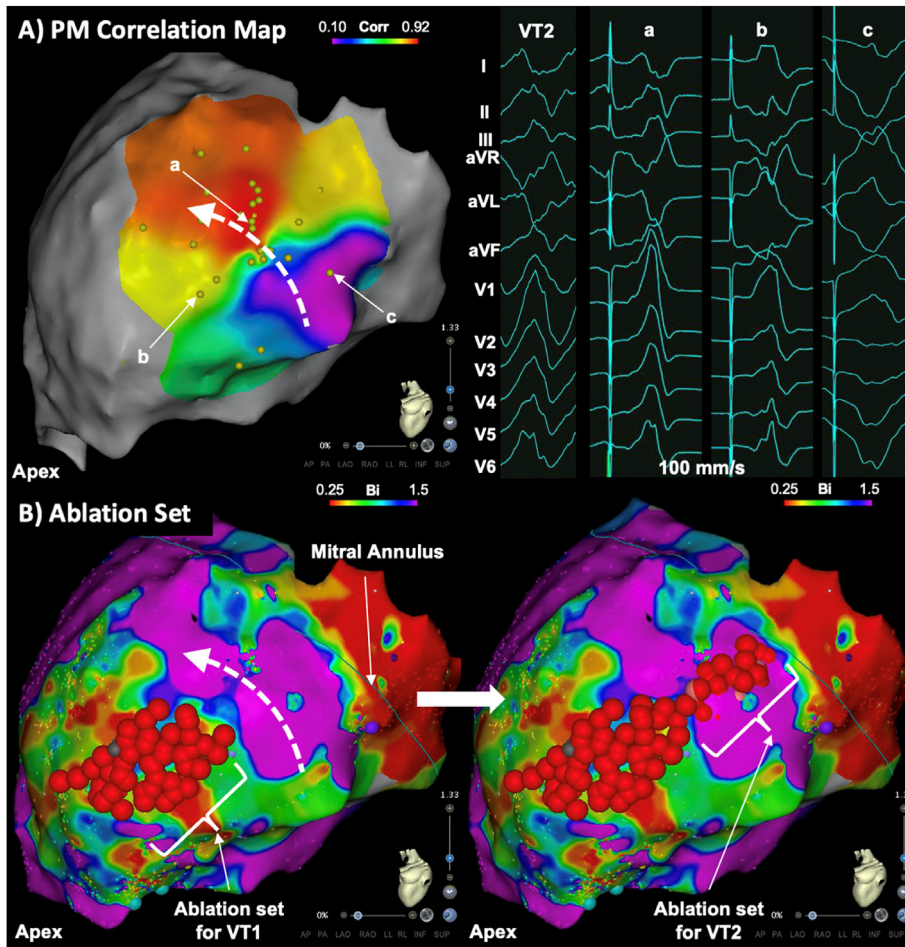 A) PM Correlation Map
0.10 Corr 0.92
a
b
c
1.33
0%
AP PA LAO RAO LL RL INF SUP
Apex
VT2 a b c
I
II
III
aVR
aVL
aVF
V1
V2
V3
V4
V5
V6
100 mm/s
B) Ablation Set
0.25 Bi 1.5
0.25 Bi 1.5
Mitral Annulus
1.33
0%
AP PA LAO RAO LL RL INF SUP
Apex
Ablation set
for VT1
0%
AP PA LAO RAO LL RL INF SUP
Apex
Ablation set
for VT2